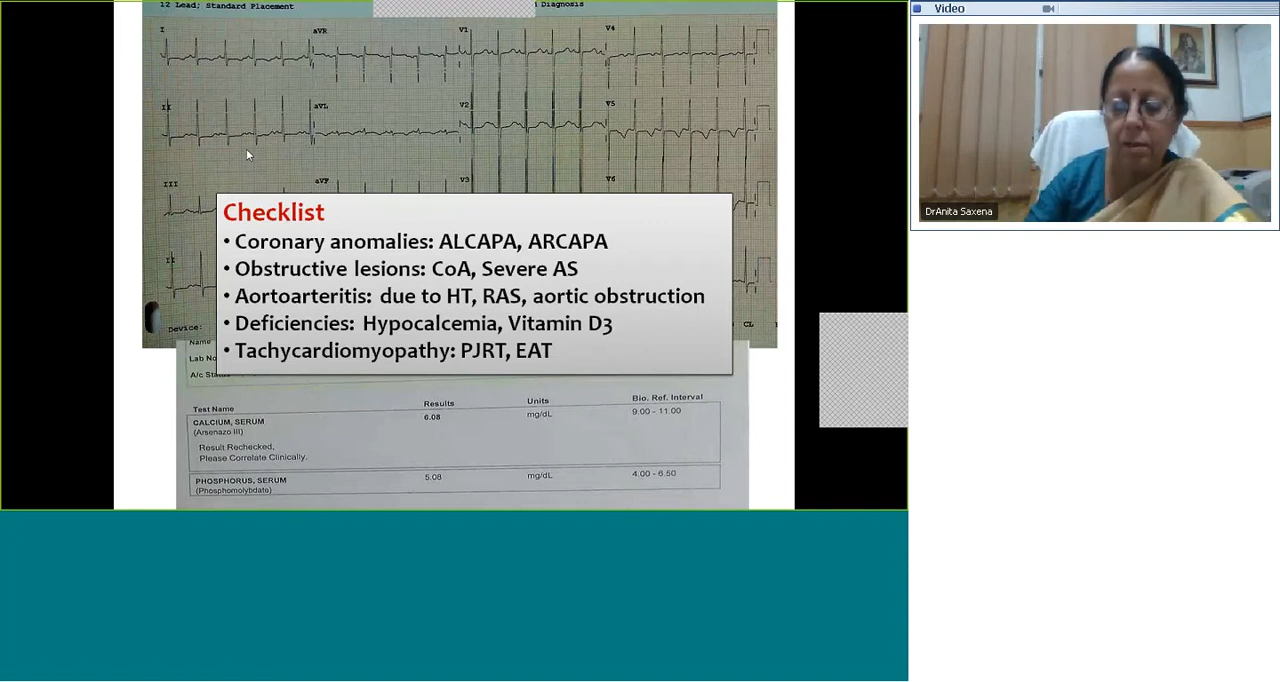 12 Lead; Standard Placement
Diagnosis
I
aVR
V1
V4
II
aVL
V2
V5
III
aVF
V3
V6
II
Device:
CL
Checklist
• Coronary anomalies: ALCAPA, ARCAPA
• Obstructive lesions: CoA, Severe AS
• Aortoarteritis: due to HT, RAS, aortic obstruction
• Deficiencies: Hypocalcemia, Vitamin D3
• Tachycardiomyopathy: PJRT, EAT
Name
Lab No
A/c Status
Test Name Results Units Bio. Ref. Interval
CALCIUM, SERUM 6.08 mg/dL 9.00 - 11.00
(Arsenazo III)
Result Rechecked,
Please Correlate Clinically.
PHOSPHORUS, SERUM 5.08 mg/dL 4.00 - 6.50
(Phosphomolybdate)
Video
DrAnita Saxena